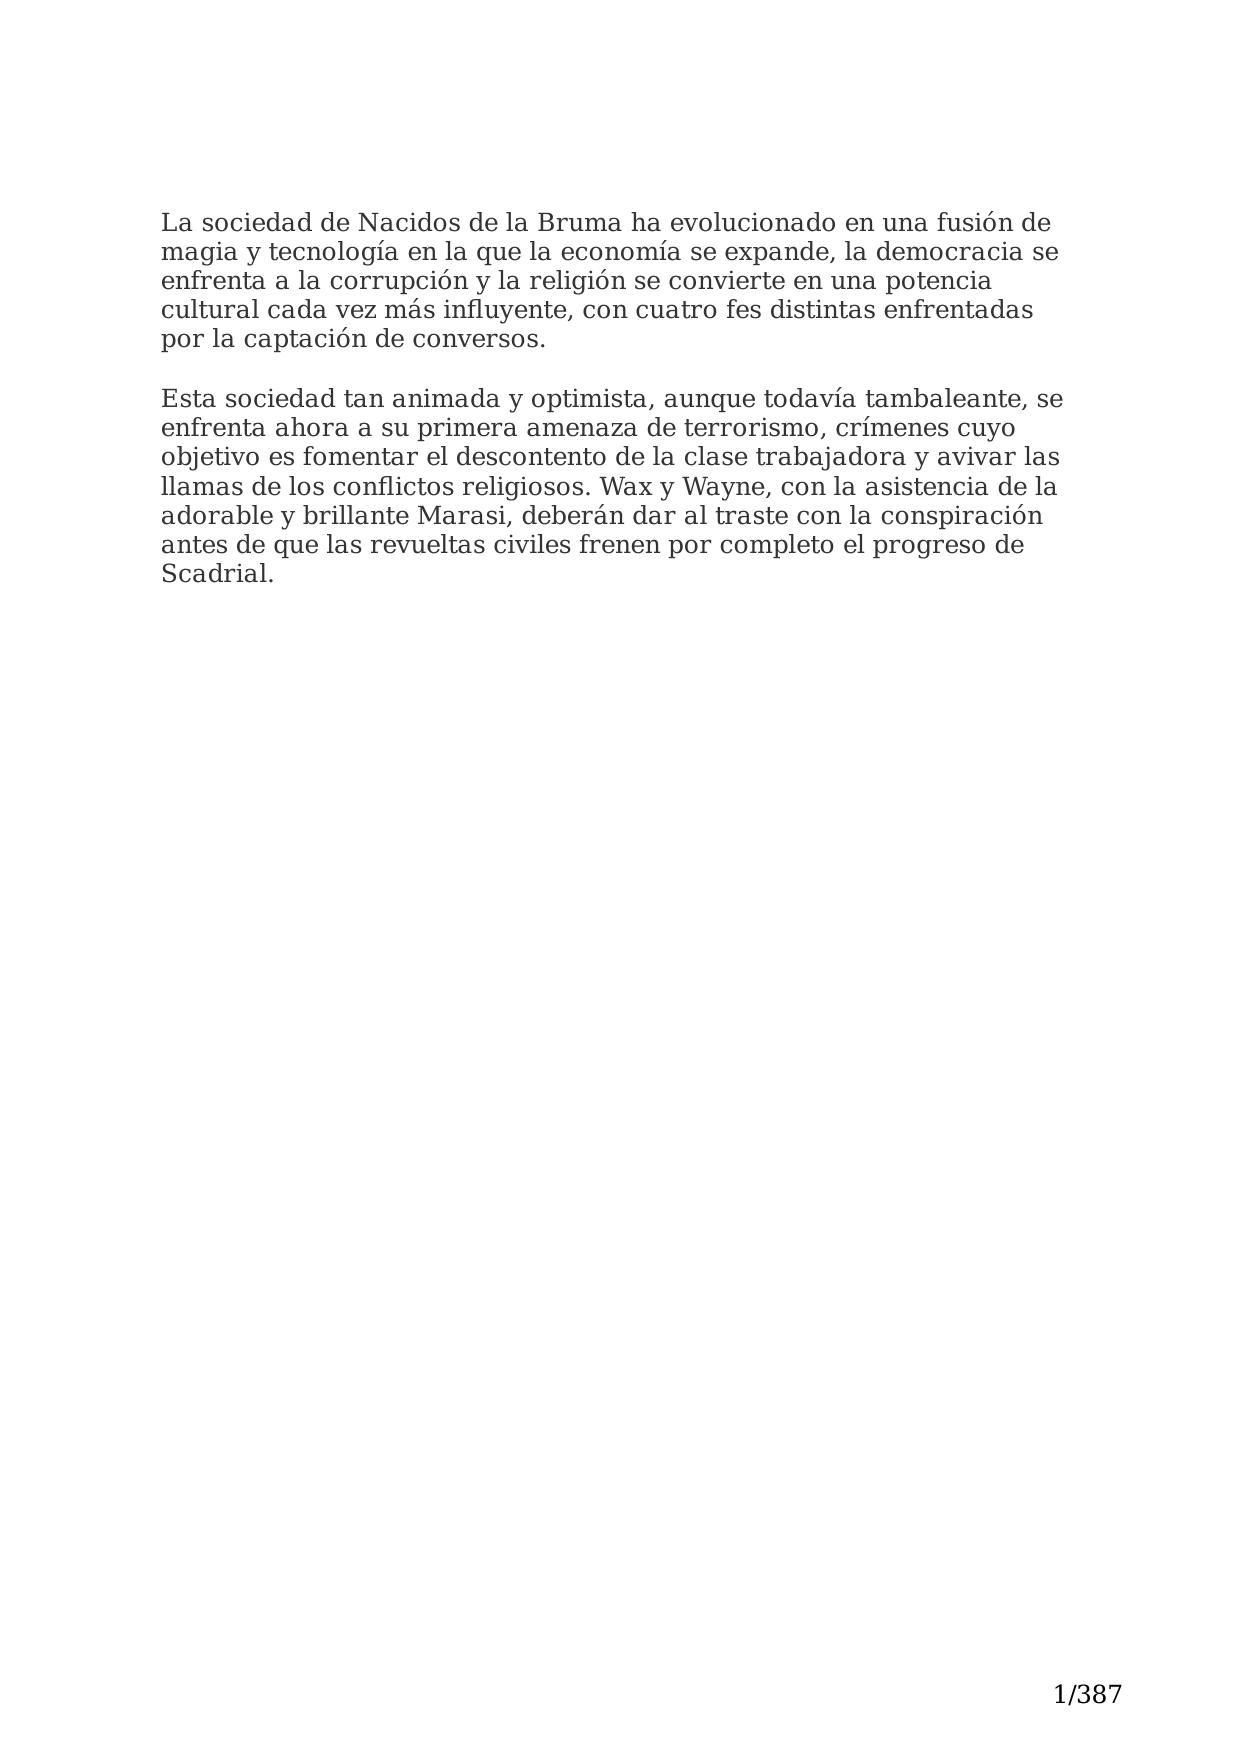 La sociedad de Nacidos de la Bruma ha evolucionado en una fusión de
magia y tecnología en la que la economía se expande, la democracia se
enfrenta a la corrupción y la religión se convierte en una potencia
cultural cada vez más influyente, con cuatro fes distintas enfrentadas
por la captación de conversos.
Esta sociedad tan animada y optimista, aunque todavía tambaleante, se
enfrenta ahora a su primera amenaza de terrorismo, crímenes cuyo
objetivo es fomentar el descontento de la clase trabajadora y avivar las
llamas de los conflictos religiosos. Wax y Wayne, con la asistencia de la
adorable y brillante Marasi, deberán dar al traste con la conspiración
antes de que las revueltas civiles frenen por completo el progreso de
Scadrial.
1/387